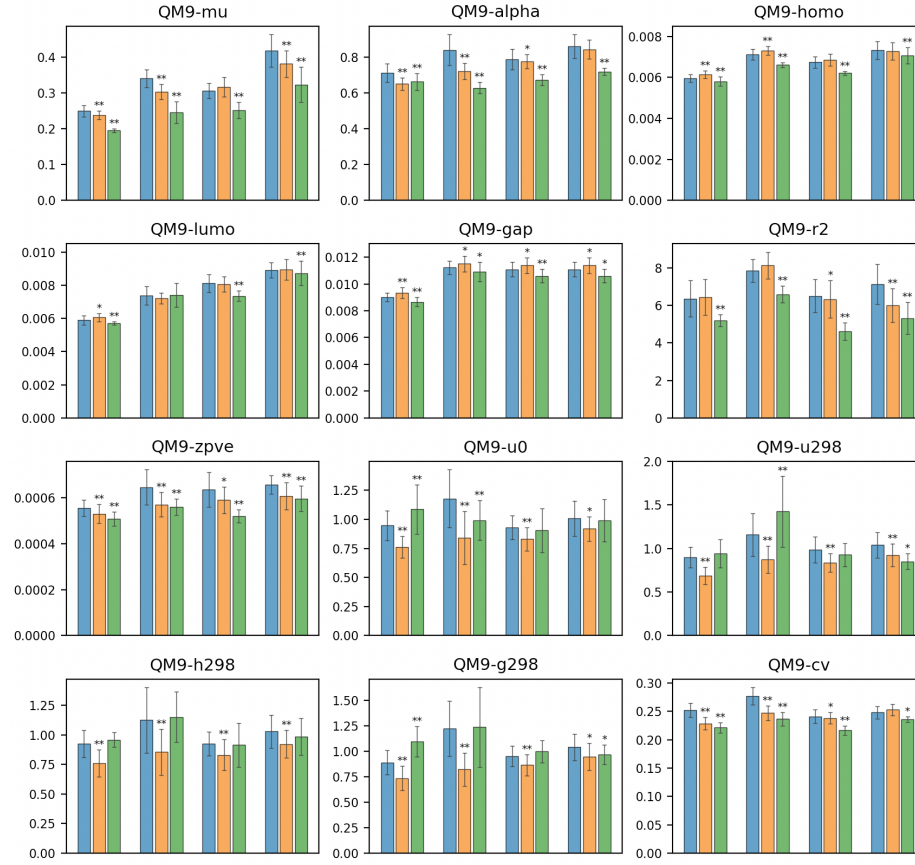 QM9-mu
0.4
0.3
0.2
0.1
0.0
** ** ** ** ** ** **
QM9-alpha
0.8
0.6
0.4
0.2
0.0
** ** ** ** * ** **
QM9-homo
0.008
0.006
0.004
0.002
0.000
** ** ** ** ** **
QM9-lumo
0.010
0.008
0.006
0.004
0.002
0.000
* ** ** **
QM9-gap
0.012
0.010
0.008
0.006
0.004
0.002
0.000
** ** * * * ** * *
QM9-r2
8
6
4
2
0
** ** * ** ** **
QM9-zpve
0.0006
0.0004
0.0002
0.0000
** ** ** ** * ** ** **
QM9-u0
1.25
1.00
0.75
0.50
0.25
0.00
** ** ** ** ** *
QM9-u298
2.0
1.5
1.0
0.5
0.0
** ** ** ** ** *
QM9-h298
1.25
1.00
0.75
0.50
0.25
0.00
** ** ** **
QM9-g298
1.50
1.25
1.00
0.75
0.50
0.25
0.00
** ** ** ** * *
QM9-cv
0.30
0.25
0.20
0.15
0.10
0.05
0.00
** ** ** ** * ** *